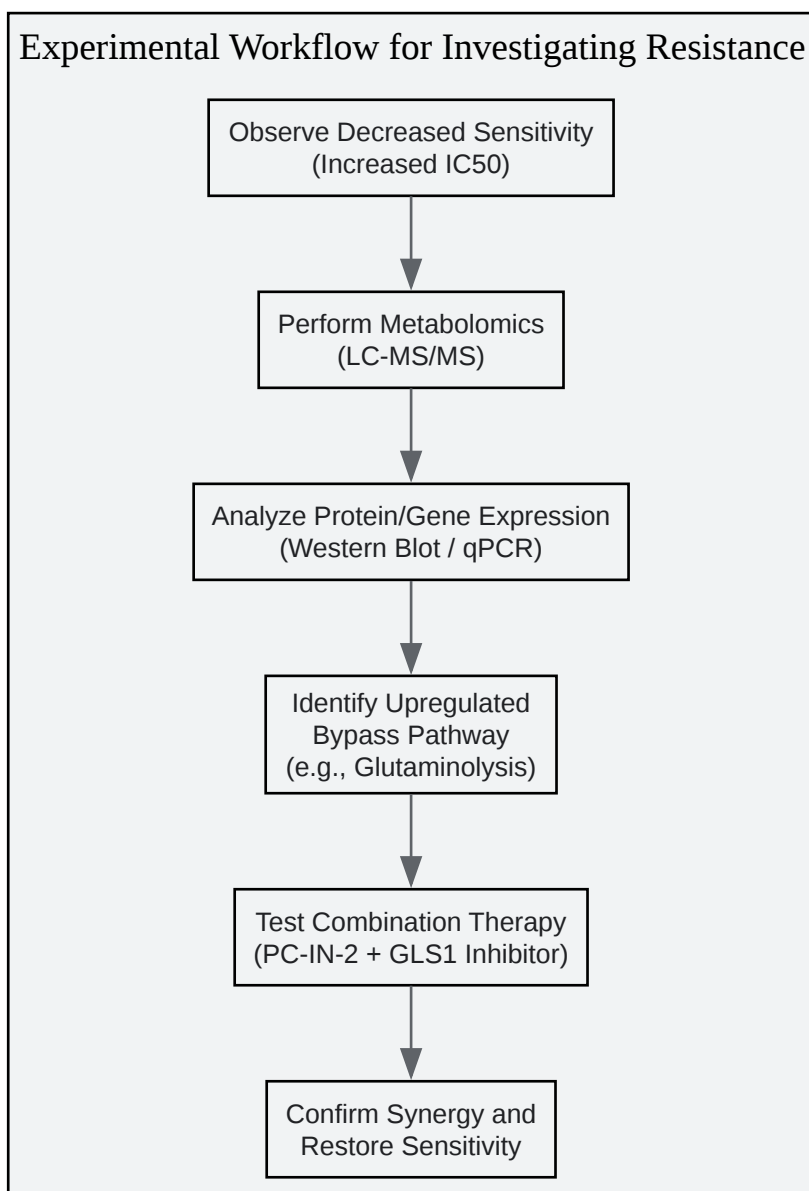 Experimental Workflow for Investigating Resistance
Observe Decreased Sensitivity
(Increased IC50)
Perform Metabolomics
(LC-MS/MS)
Analyze Protein/Gene Expression
(Western Blot / qPCR)
Identify Upregulated
Bypass Pathway
(e.g., Glutaminolysis)
Test Combination Therapy
(PC-IN-2 + GLS1 Inhibitor)
Confirm Synergy and
Restore Sensitivity